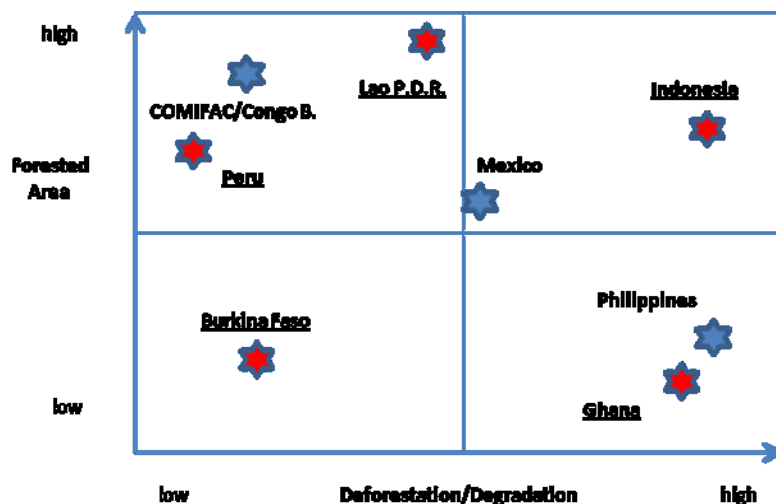 high
Lao P.D.R.
Indonesia
COMIFAC/Congo B.
Forested
Area
Peru
Mexico
Burkina Faso
Philippines
Ghana
low
low
Deforestation/Degradation
high